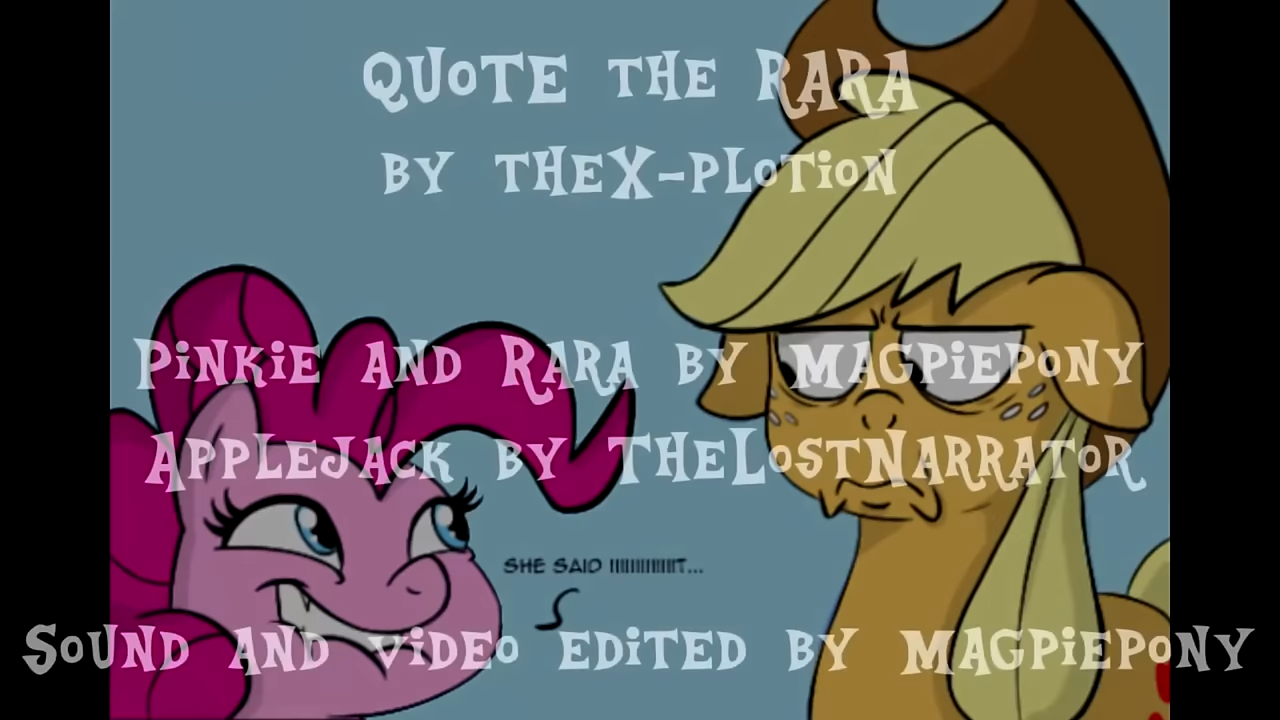 QUOTE THE RARA
BY THEX-PLOTION
PINKIE AND RARA BY MAGPIEPONY
APPLEJACK BY THELOSTNARRATOR
SHE SAID IIIIIIIIIIIIIT...
SOUND AND VIDEO EDITED BY MAGPIEPONY